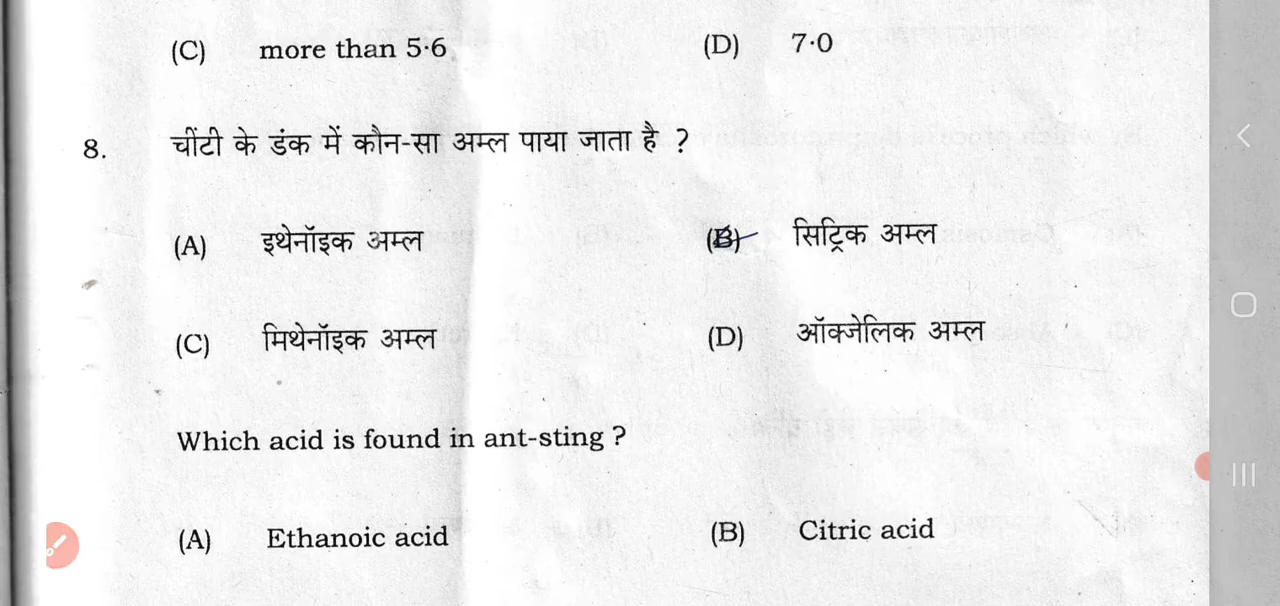 (C) more than 5·6 (D) 7·0
8. चींटी के डंक में कौन-सा अम्ल पाया जाता है ?
(A) इथेनॉइक अम्ल (B) सिट्रिक अम्ल
(C) मिथेनॉइक अम्ल (D) ऑक्जेलिक अम्ल
Which acid is found in ant-sting ?
(A) Ethanoic acid (B) Citric acid